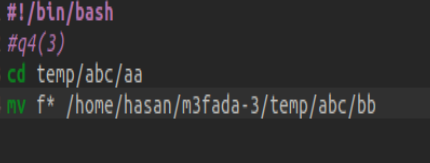 #!/bin/bash
#q4(3)
cd temp/abc/aa
mv f* /home/hasan/m3fada-3/temp/abc/bb